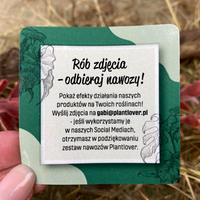 Rób zdjęcia
- odbieraj nawozy!
Pokaż efekty działania naszych
produktów na Twoich roślinach!
Wyślij zdjęcia na gabi@plantlover.pl
- jeśli wykorzystamy je
w naszych Social Mediach,
otrzymasz w podziękowaniu
zestaw nawozów Plantlover.